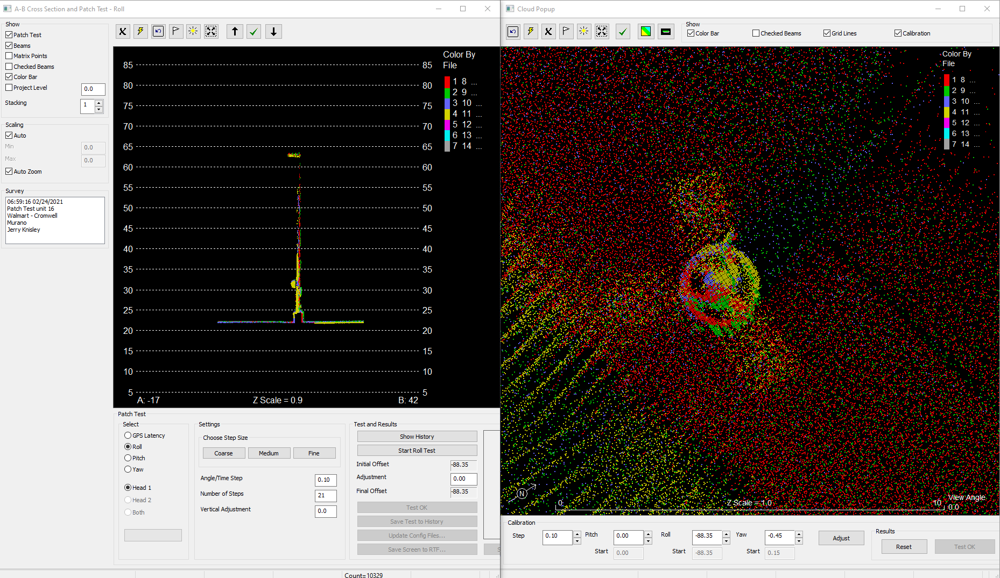 A-B Cross Section and Patch Test - Roll
Show
Patch Test
Beams
Matrix Points
Checked Beams
Color Bar
Project Level
0.0
Stacking
1
Scaling
Auto
Min
0.0
Max
0.0
Auto Zoom
Survey
06:59:16 02/24/2021
Patch Test unit 16
Walmart - Cromwell
Murano
Jerry Knisley
Color By
File
1 8 ...
2 9 ...
3 10 ...
4 11 ...
5 12 ...
6 13 ...
7 14 ...
85 85
80 80
75 75
70 70
65 65
60 60
55 55
50 50
45 45
40 40
35 35
30 30
25 25
20 20
15 15
10 10
5 5
A: -17 Z Scale = 0.9 B: 42
Patch Test
Select
GPS Latency
Roll
Pitch
Yaw
Head 1
Head 2
Both
Settings
Choose Step Size
Coarse Medium Fine
Angle/Time Step 0.10
Number of Steps 21
Vertical Adjustment 0.0
Test and Results
Show History
Start Roll Test
Initial Offset -88.35
Adjustment 0.00
Final Offset -88.35
Test OK
Save Test to History
Update Config Files...
Save Screen to RTF...
S
Count=10329
Cloud Popup
Show
Color Bar
Checked Beams
Grid Lines
Calibration
Color By
File
1 8 ...
2 9 ...
3 10 ...
4 11 ...
5 12 ...
6 13 ...
7 14 ...
N
0 Z Scale = 1.0 10
View Angle
0.0
Calibration
Step 0.10 Pitch 0.00 Roll -88.35 Yaw -0.45
Adjust
Start 0.00 Start -88.35 Start 0.15
Results
Reset Test OK